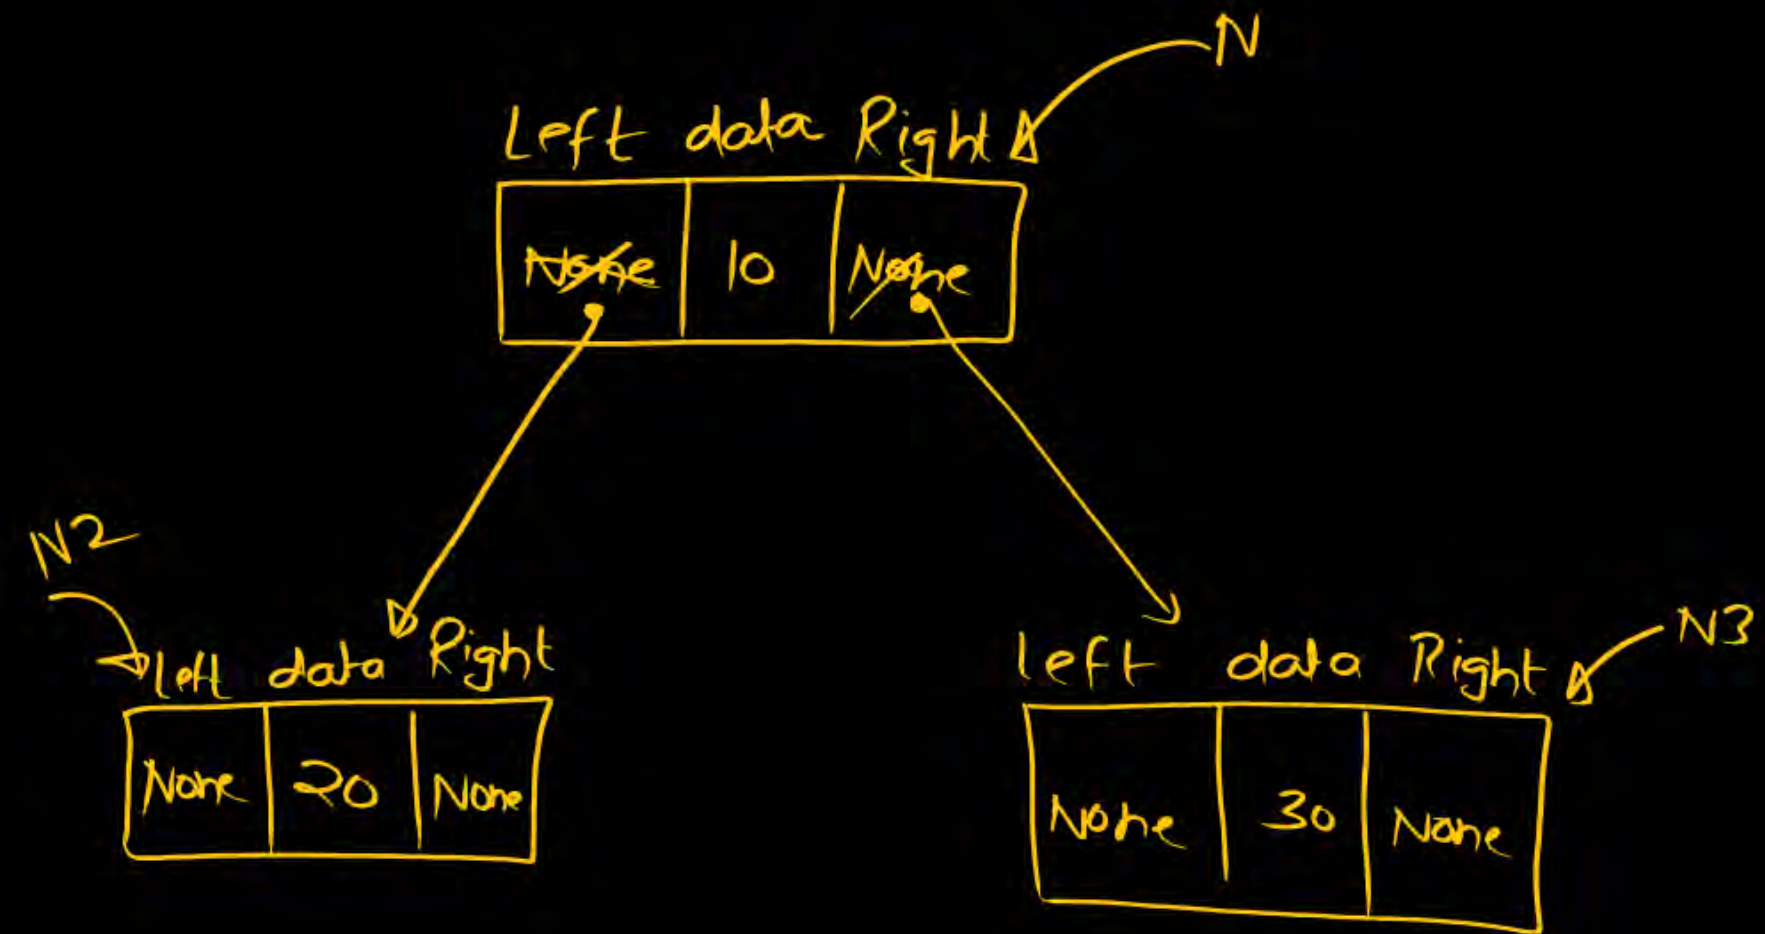 N
Left data Right
None 10 None
N2
N3
Left data Right
left data Right
None 20 None
None 30 None